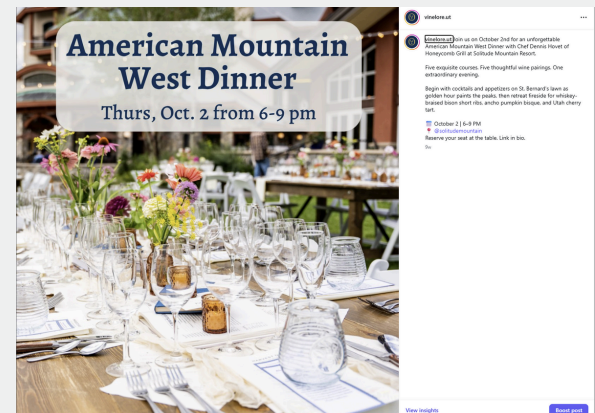 American Mountain
West Dinner
Thurs, Oct. 2 from 6-9 pm
vinelore.ut
vinelore.ut Join us on October 2nd for an unforgettable
American Mountain West Dinner with Chef Dennis Hovet of
Honeycomb Grill at Solitude Mountain Resort.
Five exquisite courses. Five thoughtful wine pairings. One
extraordinary evening.
Begin with cocktails and appetizers on St. Bernard's lawn as
golden hour paints the peaks, then retreat fireside for whiskey-
braised bison short ribs, ancho pumpkin bisque, and Utah cherry
tart.
October 2 | 6–9 PM
@solitudemountain
Reserve your seat at the table. Link in bio.
View insights
Boost post